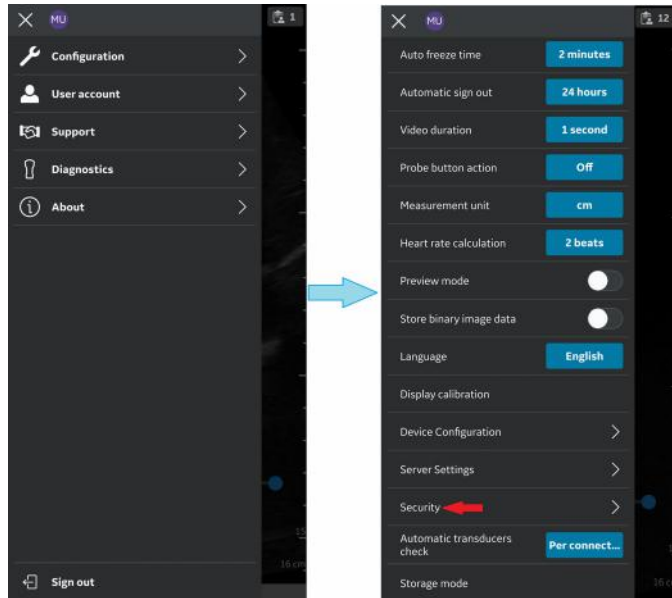 MU
1
Configuration
User account
Support
Diagnostics
About
15
16 cm
Sign out
MU
12
Auto freeze time 2 minutes
Automatic sign out 24 hours
Video duration 1 second
Probe button action Off
Measurement unit cm
Heart rate calculation 2 beats
Preview mode
Store binary image data
Language English
Display calibration
Device Configuration
Server Settings
Security
Automatic transducers
check Per connect...
Storage mode